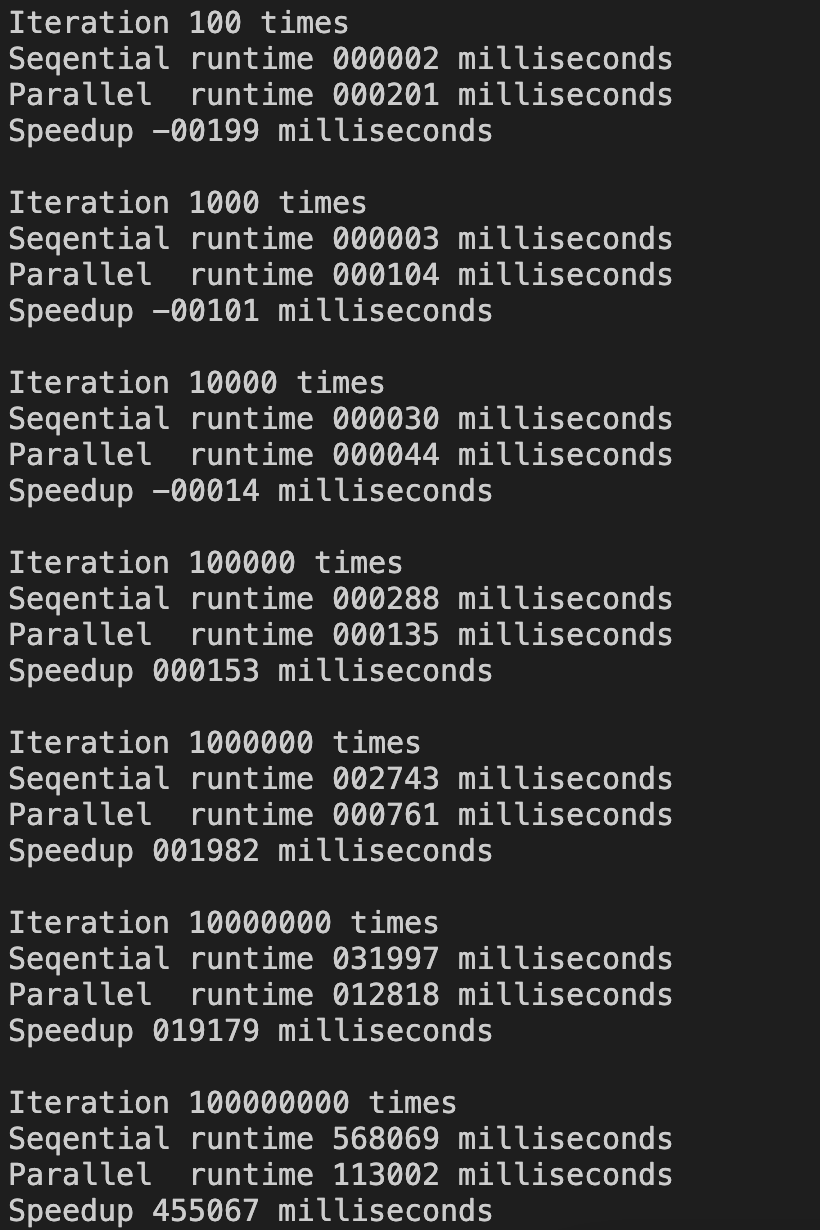 Iteration 100 times
Seqential runtime 000002 milliseconds
Parallel  runtime 000201 milliseconds
Speedup -00199 milliseconds

Iteration 1000 times
Seqential runtime 000003 milliseconds
Parallel  runtime 000104 milliseconds
Speedup -00101 milliseconds

Iteration 10000 times
Seqential runtime 000030 milliseconds
Parallel  runtime 000044 milliseconds
Speedup -00014 milliseconds

Iteration 100000 times
Seqential runtime 000288 milliseconds
Parallel  runtime 000135 milliseconds
Speedup 000153 milliseconds

Iteration 1000000 times
Seqential runtime 002743 milliseconds
Parallel  runtime 000761 milliseconds
Speedup 001982 milliseconds

Iteration 10000000 times
Seqential runtime 031997 milliseconds
Parallel  runtime 012818 milliseconds
Speedup 019179 milliseconds

Iteration 100000000 times
Seqential runtime 568069 milliseconds
Parallel  runtime 113002 milliseconds
Speedup 455067 milliseconds